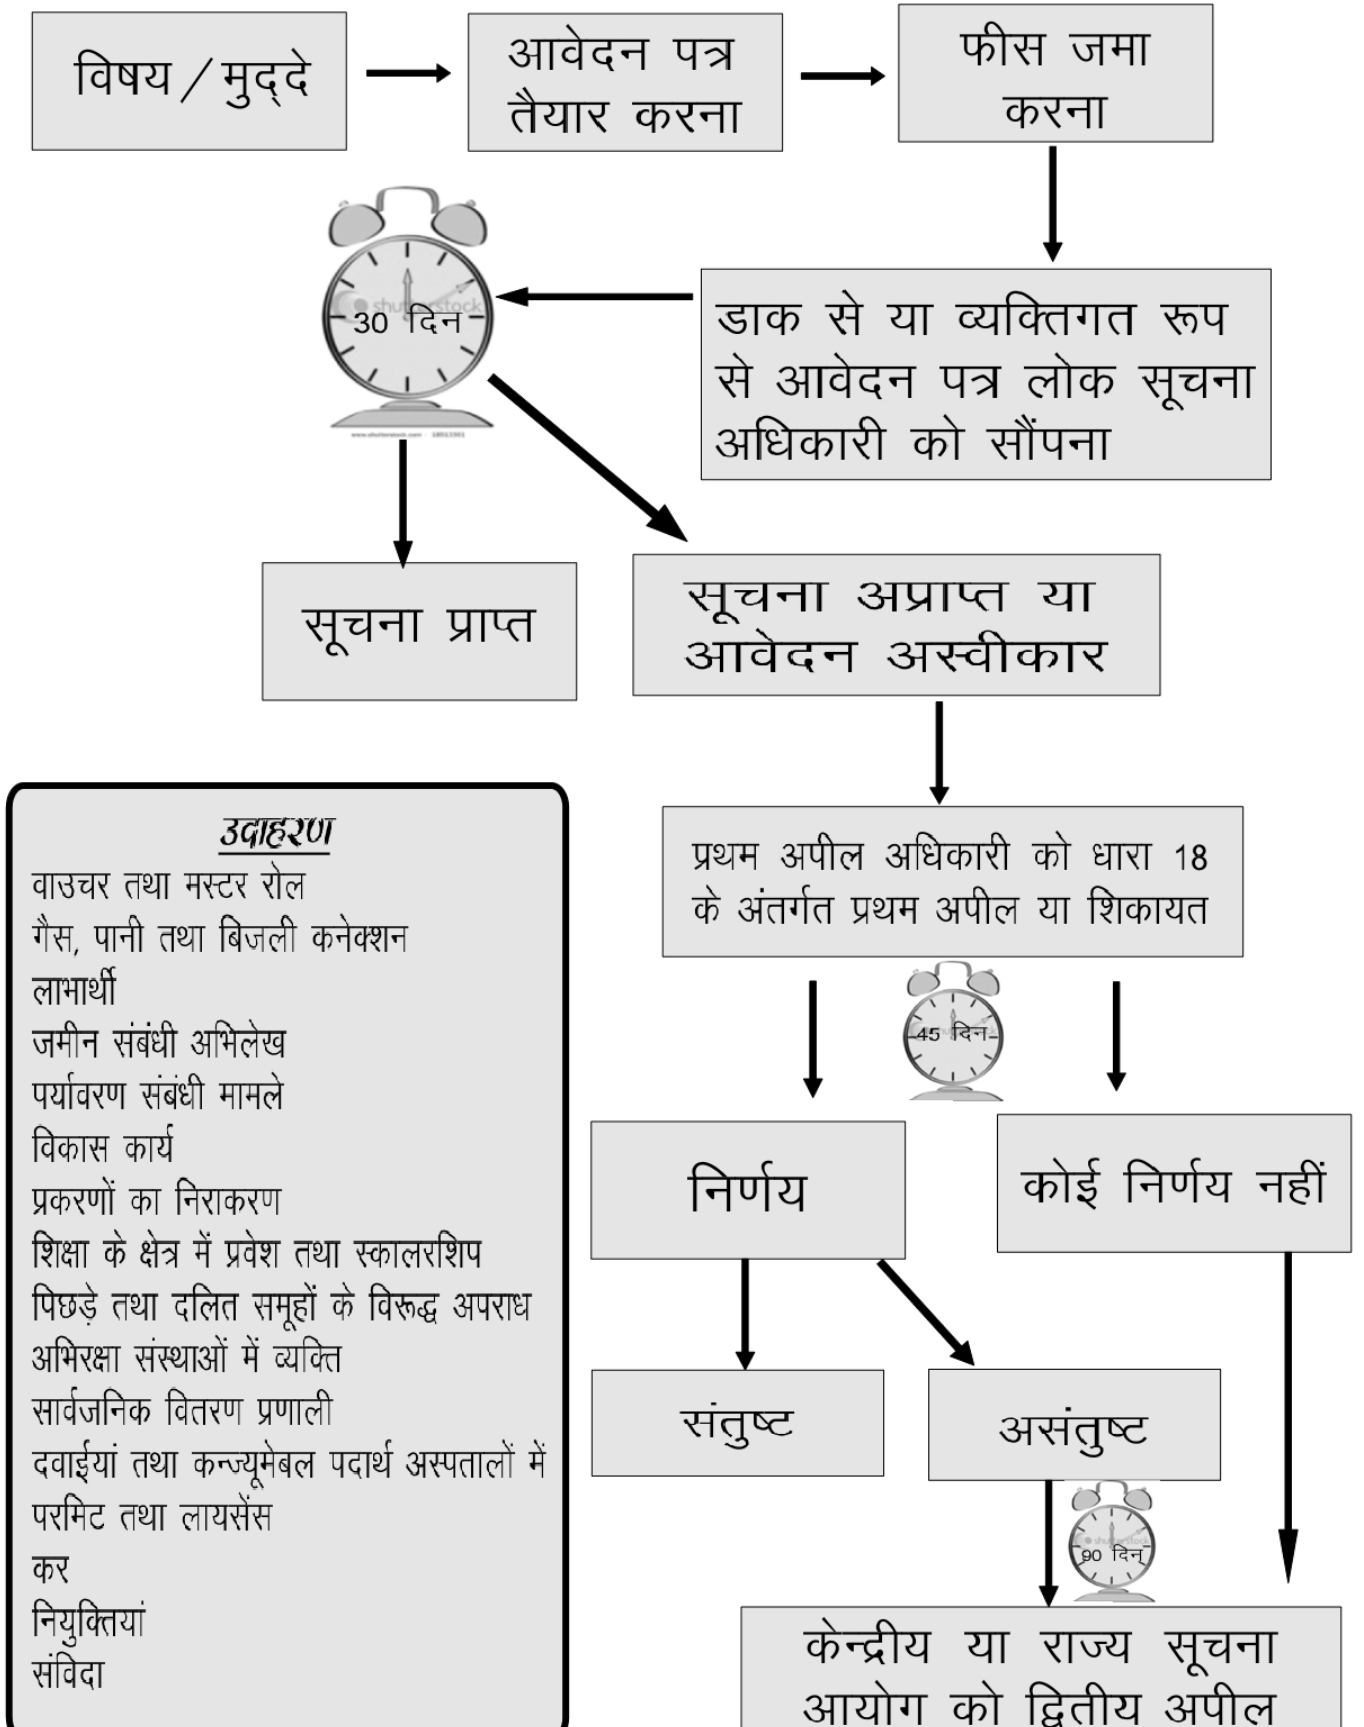 विषय / मुद्दे
आवेदन पत्र
तैयार करना
फीस जमा
करना
shutterstock
30 दिन
www.shutterstock.com
डाक से या व्यक्तिगत रूप
से आवेदन पत्र लोक सूचना
अधिकारी को सौंपना
सूचना प्राप्त
सूचना अप्राप्त या
आवेदन अस्वीकार
प्रथम अपील अधिकारी को धारा 18
के अंतर्गत प्रथम अपील या शिकायत
45 दिन
निर्णय
कोई निर्णय नहीं
संतुष्ट
असंतुष्ट
90 दिन
केन्द्रीय या राज्य सूचना
आयोग को द्वितीय अपील
उदाहरण
वाउचर तथा मस्टर रोल
गैस, पानी तथा बिजली कनेक्शन
लाभार्थी
जमीन संबंधी अभिलेख
पर्यावरण संबंधी मामले
विकास कार्य
प्रकरणों का निराकरण
शिक्षा के क्षेत्र में प्रवेश तथा स्कालरशिप
पिछड़े तथा दलित समूहों के विरूद्ध अपराध
अभिरक्षा संस्थाओं में व्यक्ति
सार्वजनिक वितरण प्रणाली
दवाईयां तथा कन्ज्यूमेबल पदार्थ अस्पतालों में
परमिट तथा लायसेंस
कर
नियुक्तियां
संविदा